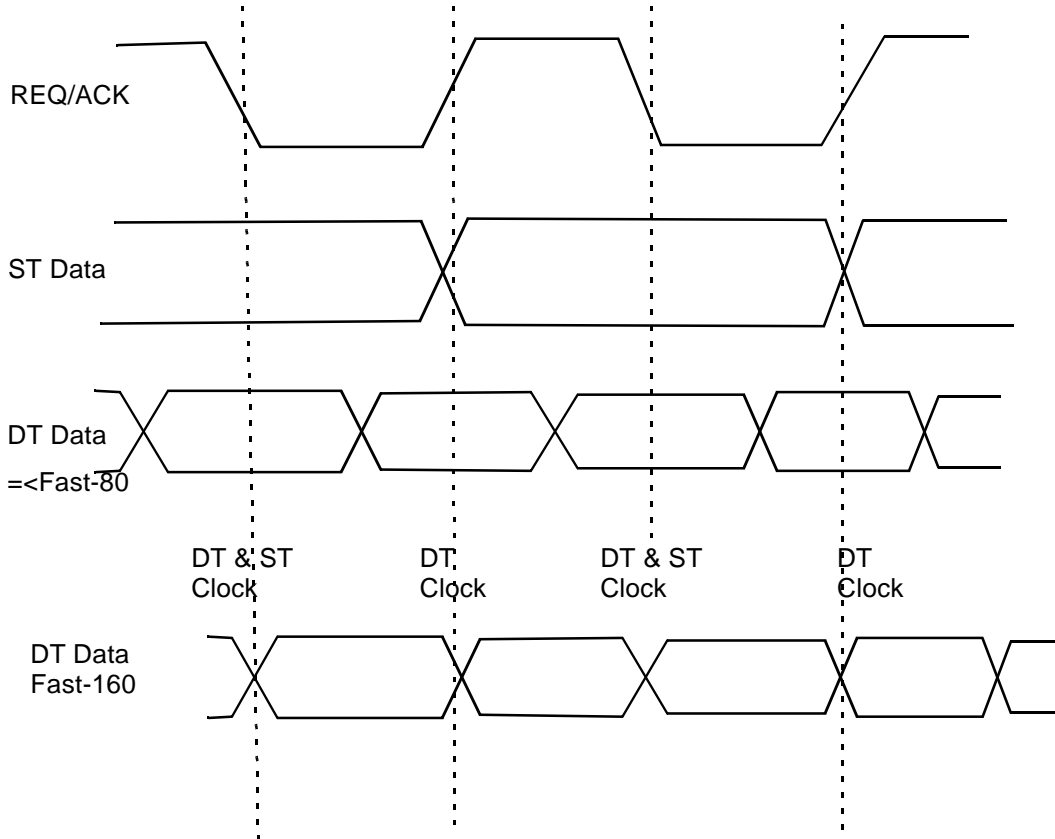 REQ/ACK
ST Data
DT Data
=<Fast-80
DT & ST
Clock
DT
Clock
DT & ST
Clock
DT
Clock
DT Data
Fast-160